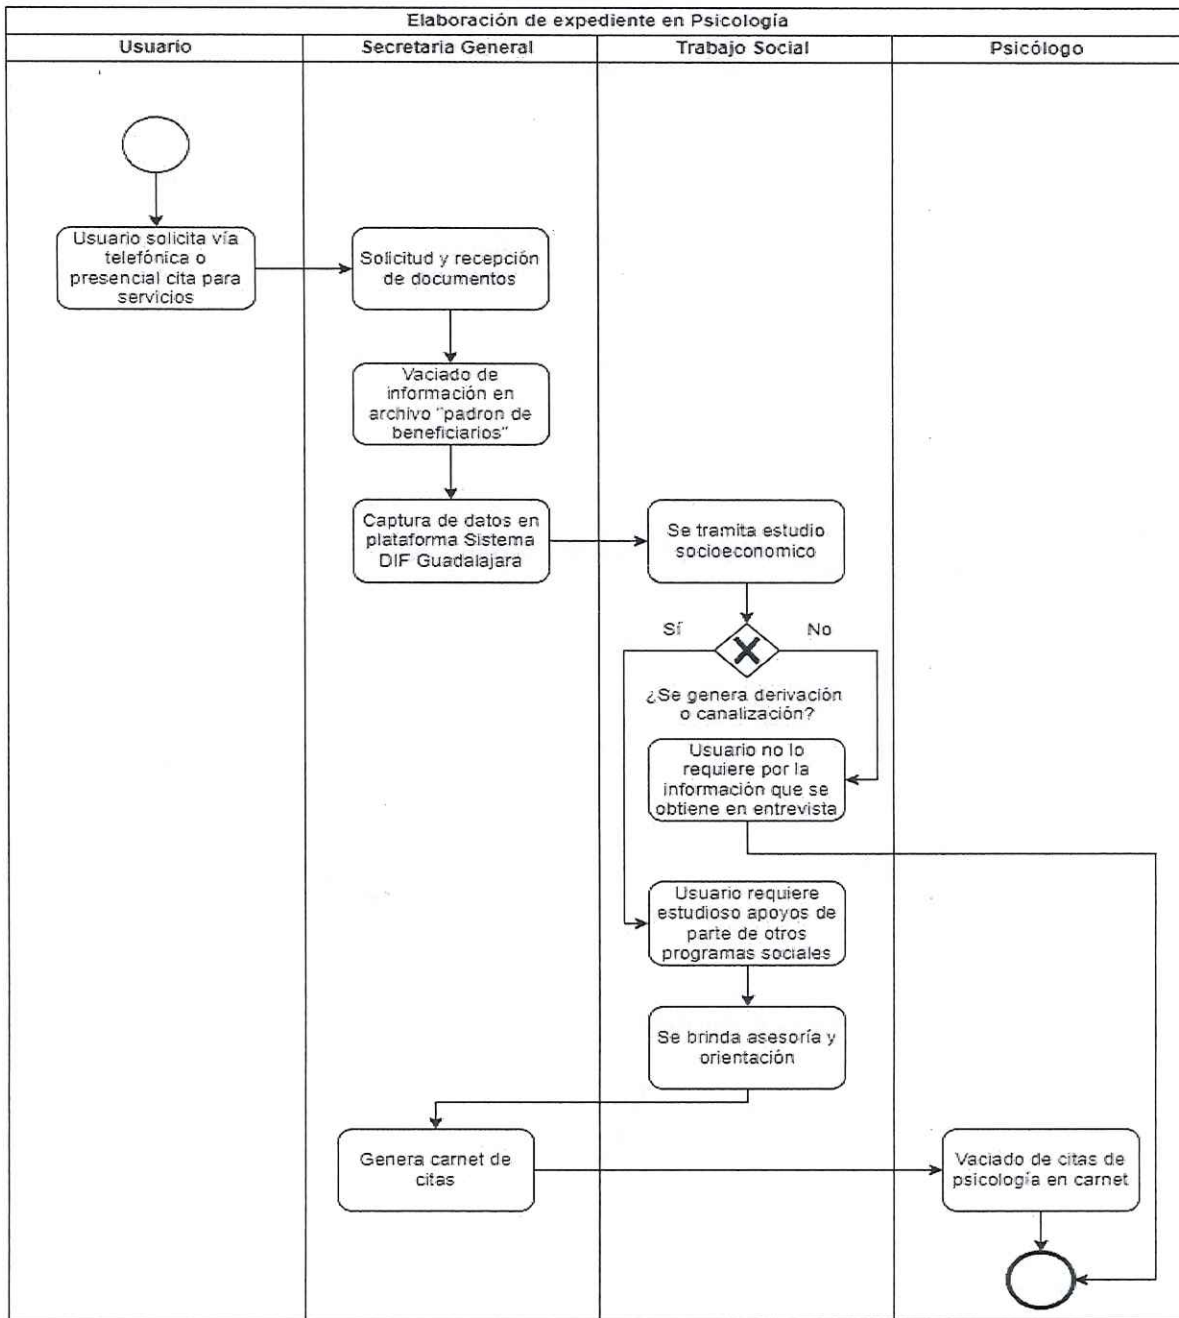 Elaboración de expediente en Psicología
Usuario
Secretaria General
Trabajo Social
Psicólogo
Usuario solicita vía
telefónica o
presencial cita para
servicios
Solicitud y recepción
de documentos
Vaciado de
información en
archivo "padron de
beneficiarios"
Captura de datos en
plataforma Sistema
DIF Guadalajara
Se tramita estudio
socioeconomico
Sí
No
¿Se genera derivación
o canalización?
Usuario no lo
requiere por la
información que se
obtiene en entrevista
Usuario requiere
estudioso apoyos de
parte de otros
programas sociales
Se brinda asesoría y
orientación
Genera carnet de
citas
Vaciado de citas de
psicología en carnet